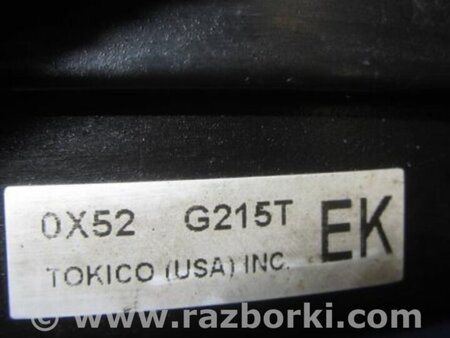 0X52 G215T EK
TOKICO (USA) INC.
© www.razborki.com